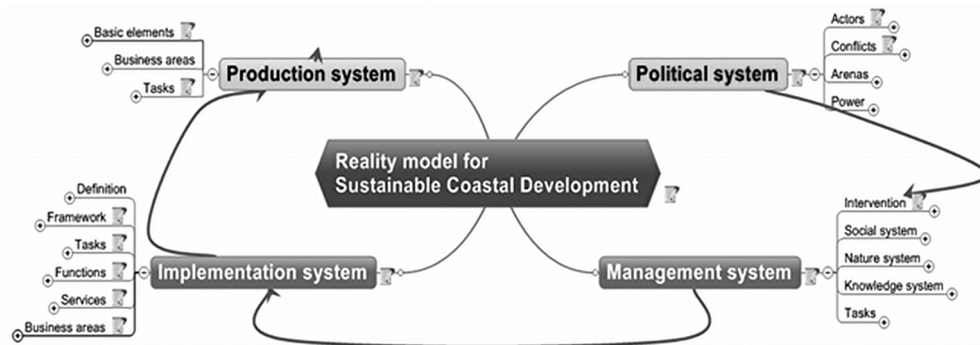 Basic elements
Business areas
Tasks
Production system
Political system
Actors
Conflicts
Arenas
Power
Reality model for
Sustainable Coastal Development
Definition
Framework
Tasks
Functions
Services
Business areas
Implementation system
Management system
Intervention
Social system
Nature system
Knowledge system
Tasks